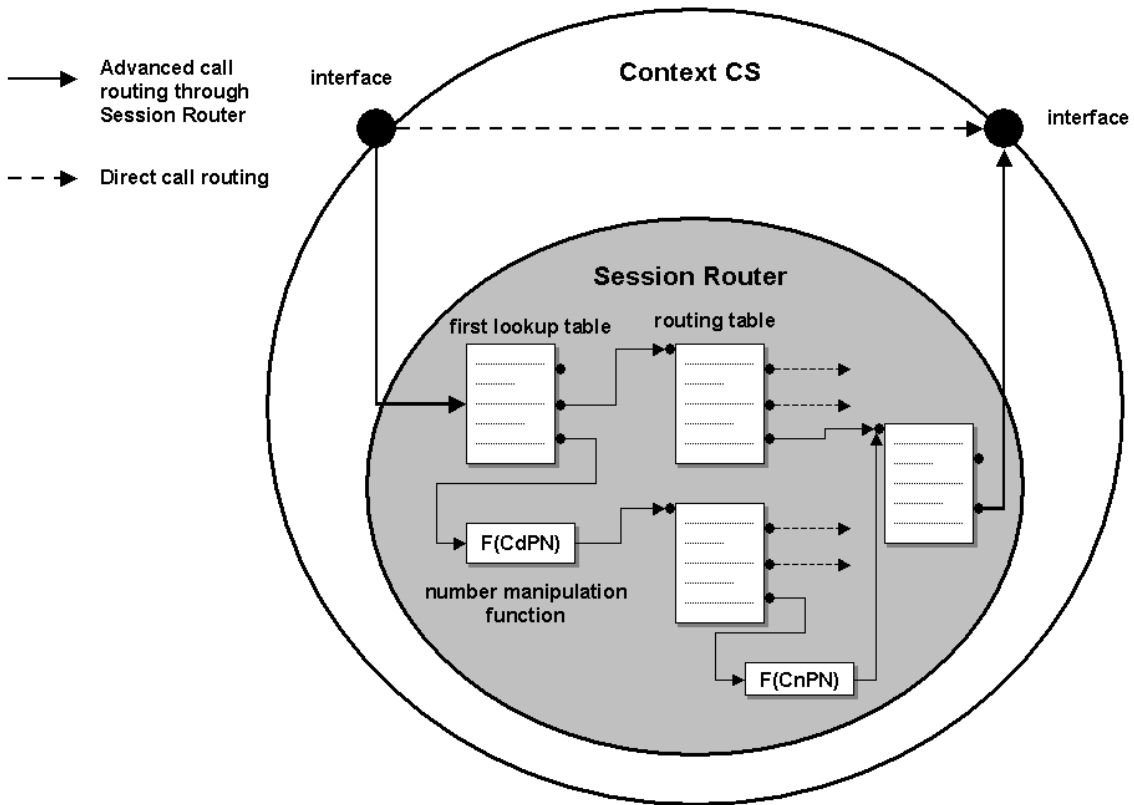 Advanced call
routing through
Session Router
Direct call routing
interface
Context CS
interface
Session Router
first lookup table
routing table
F(CdPN)
number manipulation
function
F(CnPN)